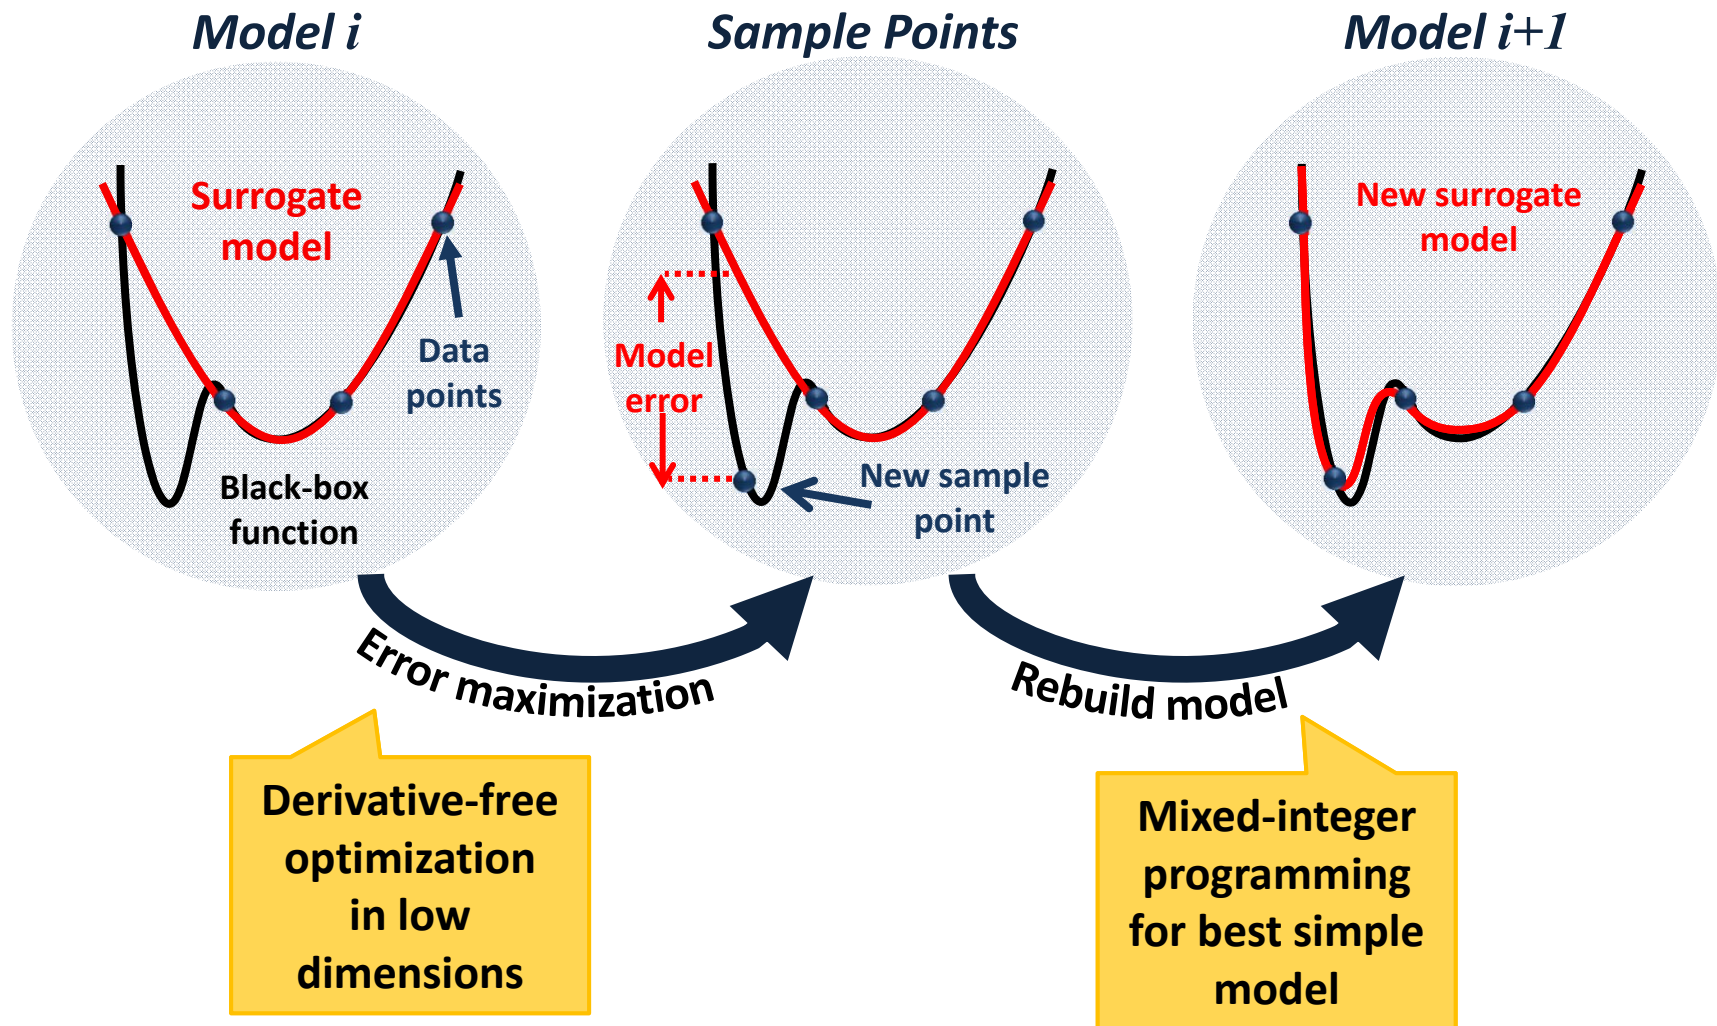 Model i
Surrogate
model
Data
points
Black-box
function
Sample Points
Model
error
New sample
point
Model i+1
New surrogate
model
Error maximization
Rebuild model
Derivative-free
optimization
in low
dimensions
Mixed-integer
programming
for best simple
model